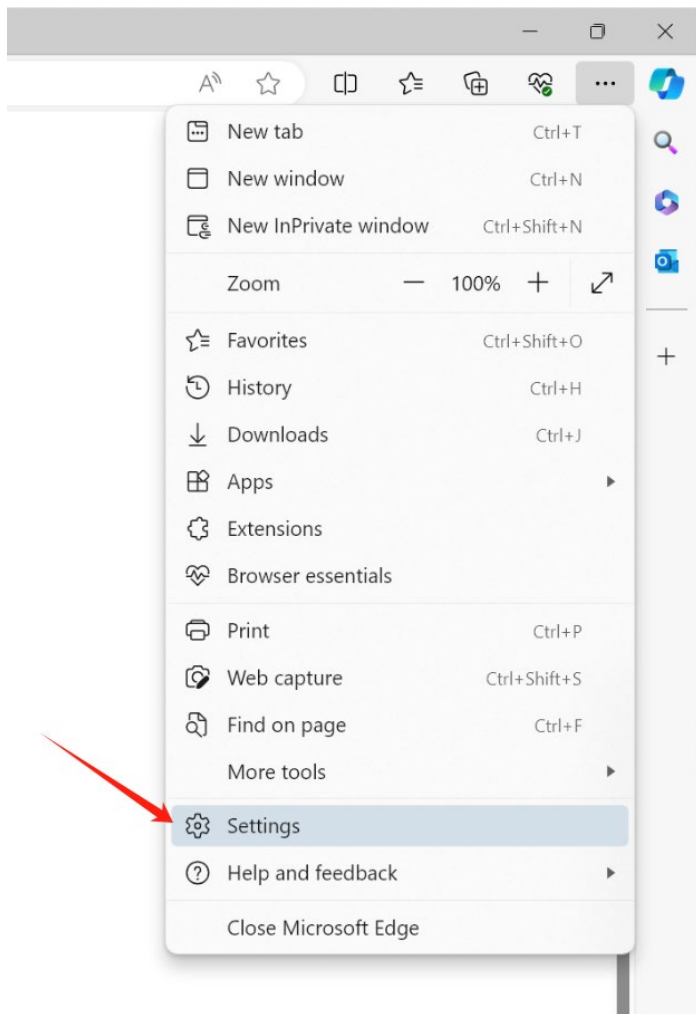 A
New tab Ctrl+T
New window Ctrl+N
New InPrivate window Ctrl+Shift+N
Zoom — 100% +
Favorites Ctrl+Shift+O
History Ctrl+H
Downloads Ctrl+J
Apps
Extensions
Browser essentials
Print Ctrl+P
Web capture Ctrl+Shift+S
Find on page Ctrl+F
More tools
Settings
Help and feedback
Close Microsoft Edge